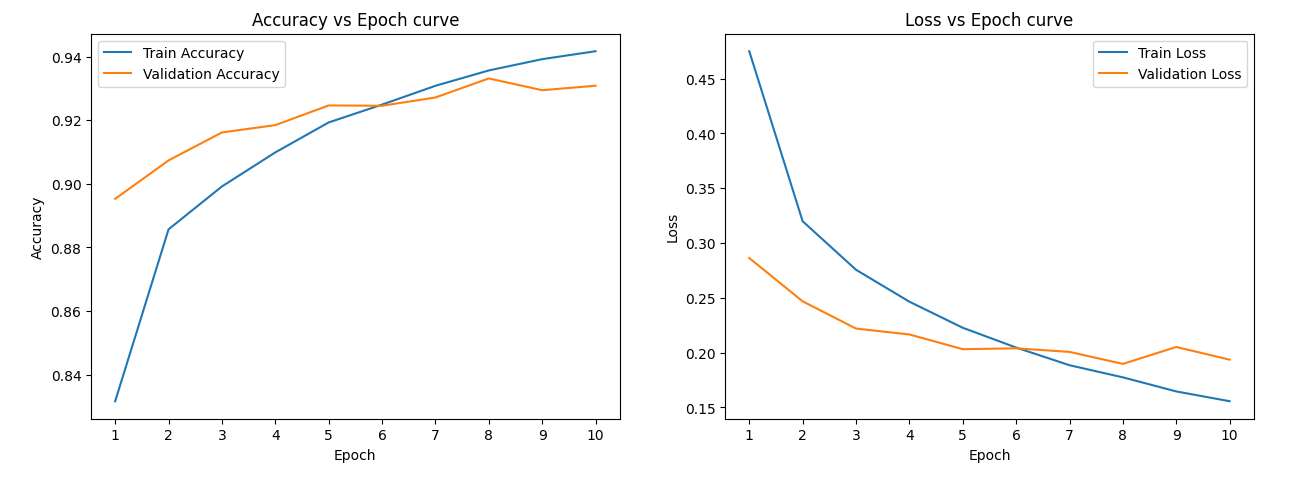 Accuracy vs Epoch curve
Train Accuracy
Validation Accuracy
0.94
0.92
0.90
0.88
0.86
0.84
Accuracy
1 2 3 4 5 6 7 8 9 10
Epoch
Loss vs Epoch curve
Train Loss
Validation Loss
0.45
0.40
0.35
0.30
0.25
0.20
0.15
Loss
1 2 3 4 5 6 7 8 9 10
Epoch